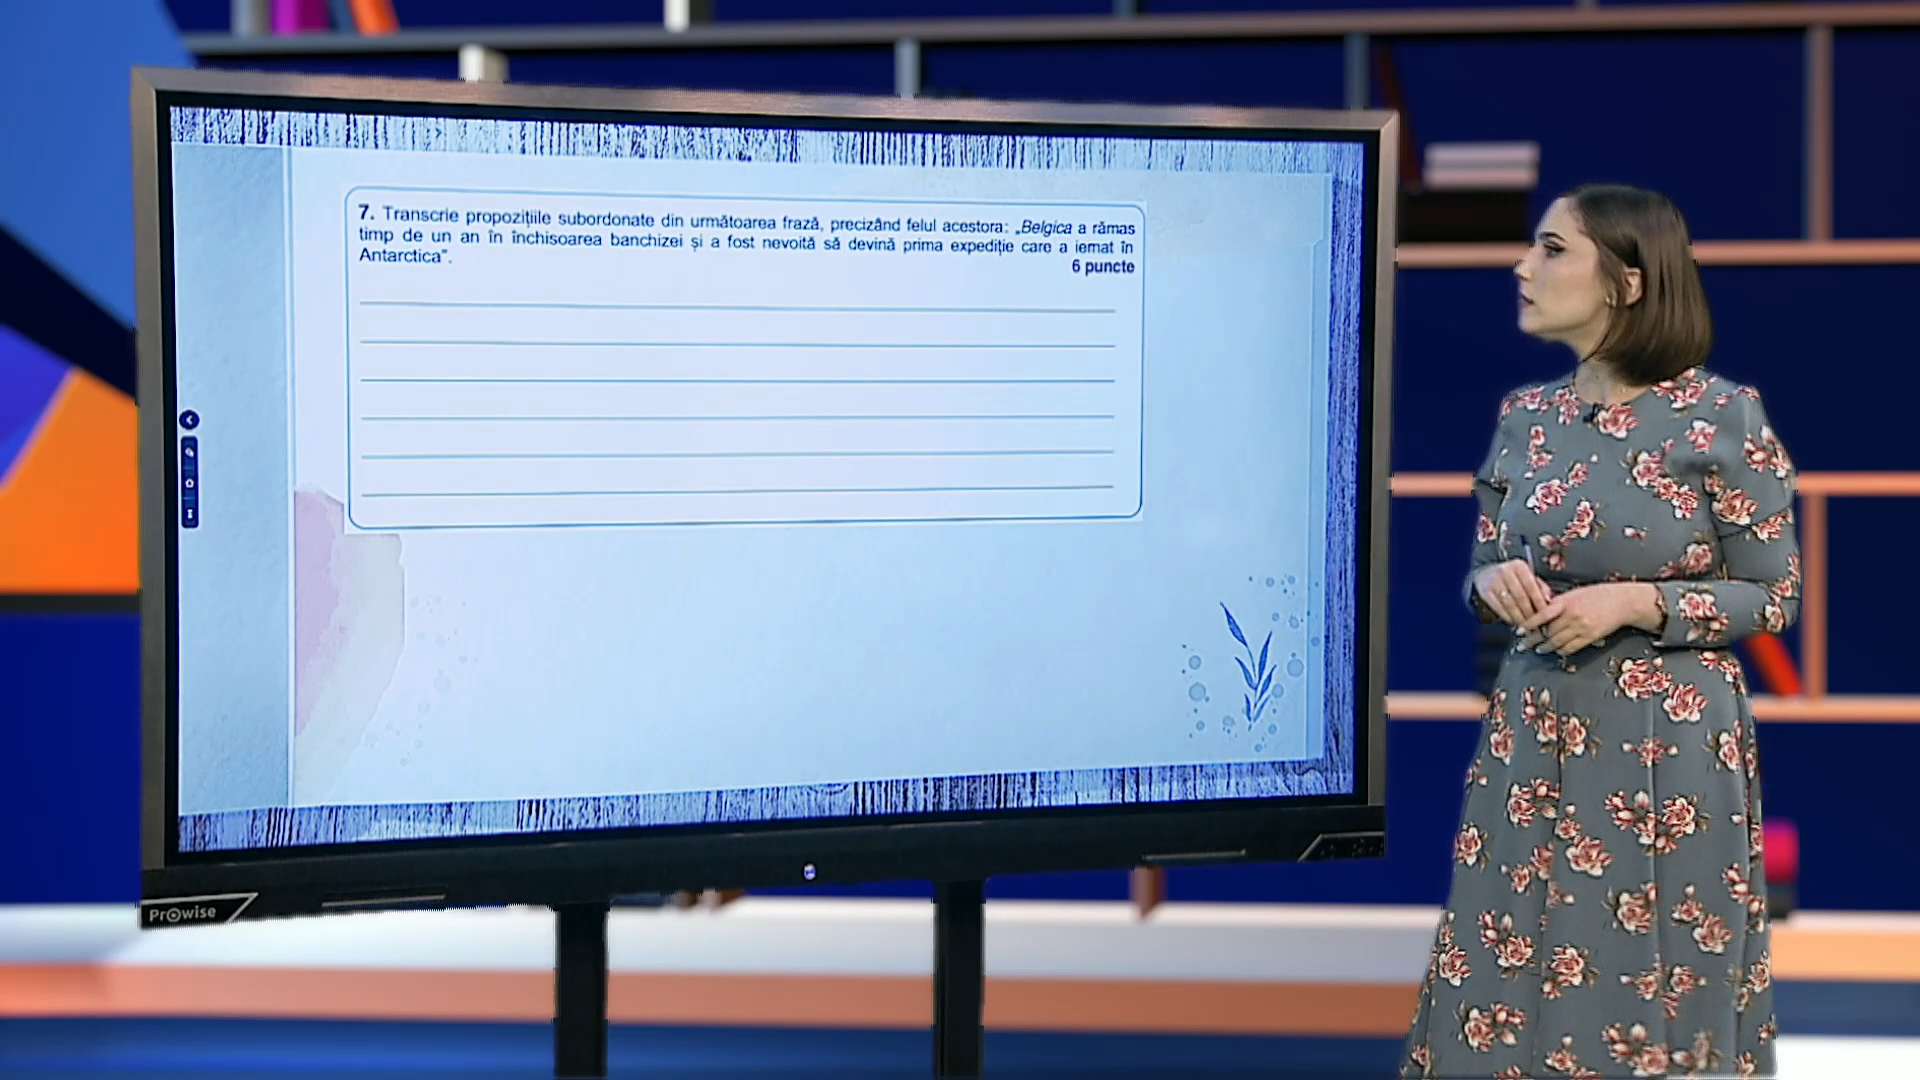 7. Transcrie propozițiile subordonate din următoarea frază, precizând felul acestora: „Belgica a rămas
timp de un an în închisoarea banchizei și a fost nevoită să devină prima expediție care a iernat în
Antarctica”.
6 puncte
Prowise